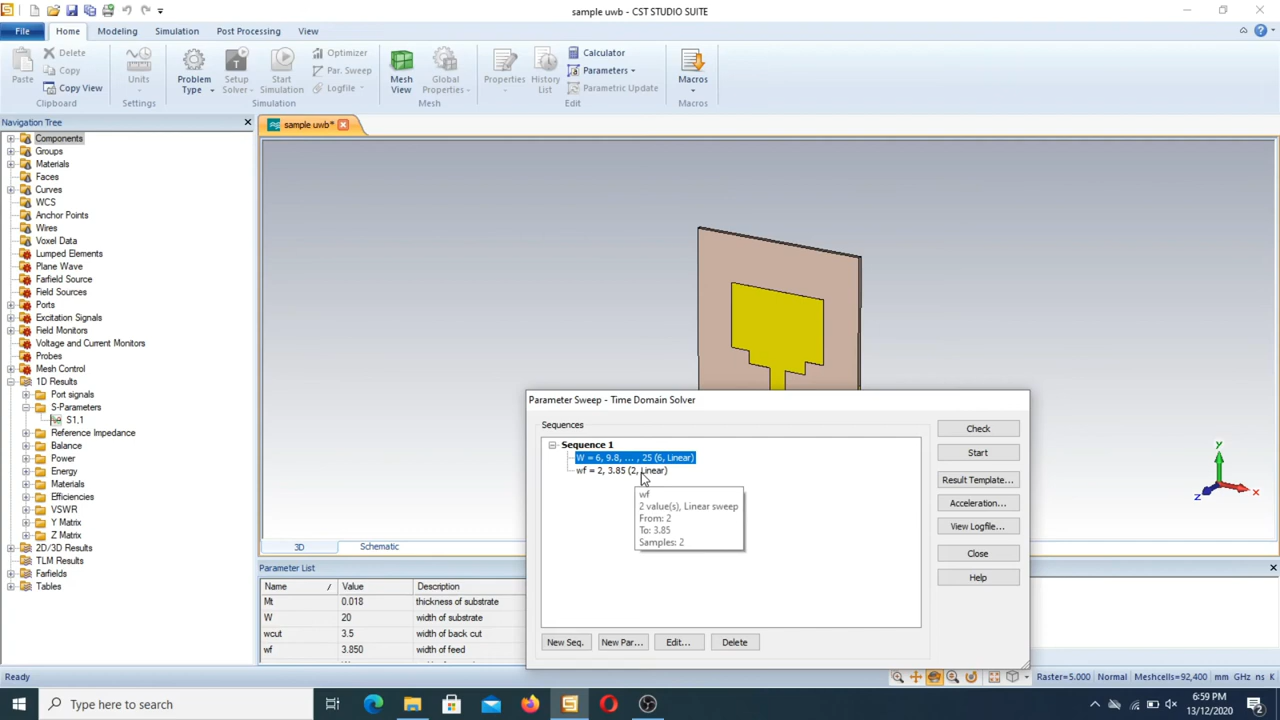 sample uwb - CST STUDIO SUITE
File
Home
Modeling
Simulation
Post Processing
View
Paste
Delete
Copy
Copy View
Clipboard
Units
Settings
Problem
Type
Setup
Solver
Start
Simulation
Optimizer
Par. Sweep
Logfile
Simulation
Mesh
View
Global
Properties
Mesh
Properties
History
List
Calculator
Parameters
Parametric Update
Edit
Macros
Macros
Navigation Tree
sample uwb*
Components
Groups
Materials
Faces
Curves
WCS
Anchor Points
Wires
Voxel Data
Lumped Elements
Plane Wave
Farfield Source
Field Sources
Ports
Excitation Signals
Field Monitors
Voltage and Current Monitors
Probes
Mesh Control
1D Results
Port signals
S-Parameters
S1.1
Reference Impedance
Balance
Power
Energy
Materials
Efficiencies
VSWR
Y Matrix
Z Matrix
2D/3D Results
TLM Results
Farfields
Tables
Parameter Sweep - Time Domain Solver
Sequences
Sequence 1
W = 6, 9.8, ... , 25 (6, Linear)
wf = 2, 3.85 (2, Linear)
wf
2 value(s), Linear sweep
From: 2
To: 3.85
Samples: 2
Check
Start
Result Template...
Acceleration...
View Logfile...
Close
Help
New Seq.
New Par...
Edit...
Delete
y
x
z
3D
Schematic
Parameter List
Name / Value Description
Mt 0.018 thickness of substrate
W 20 width of substrate
wcut 3.5 width of back cut
wf 3.850 width of feed
Ready
Raster=5.000
Normal
Meshcells=92,400
mm GHz ns K
Type here to search
6:59 PM
13/12/2020
2